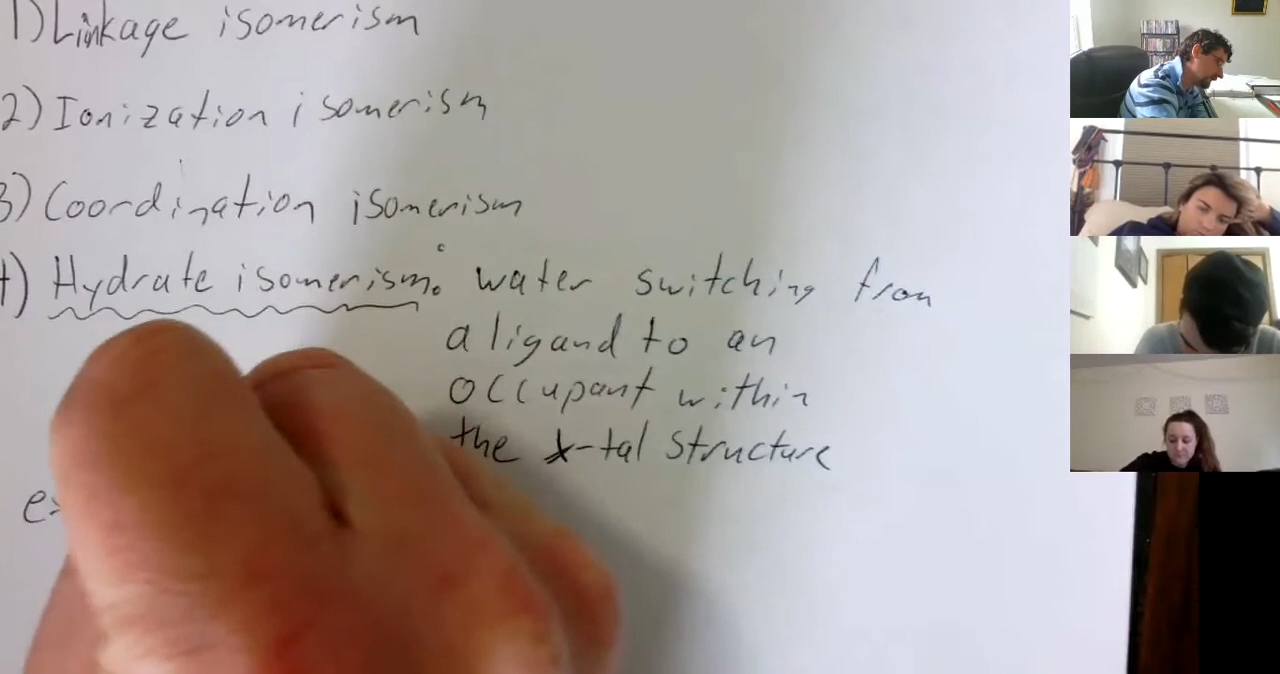 1) Linkage isomerism
2) Ionization isomerism
3) Coordination isomerism
4) Hydrate isomerism: water switching from
a ligand to an
occupant within
the x-tal structure
ex